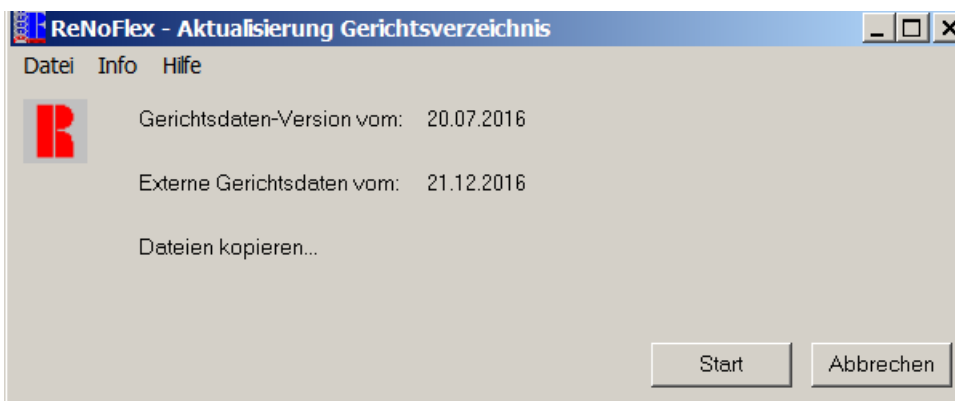 ReNoFlex - Aktualisierung Gerichtsverzeichnis
Datei Info Hilfe
Gerichtsdaten-Version vom: 20.07.2016
Externe Gerichtsdaten vom: 21.12.2016
Dateien kopieren...
Start Abbrechen